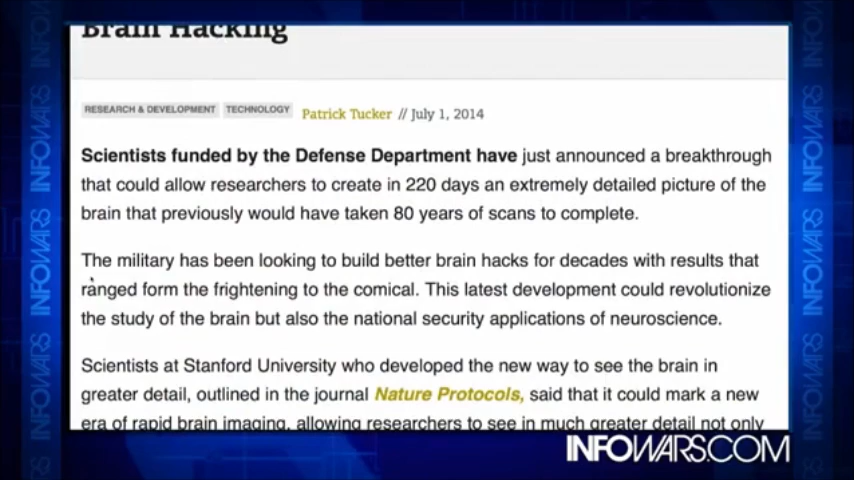 Brain Hacking
RESEARCH & DEVELOPMENT TECHNOLOGY Patrick Tucker // July 1, 2014
Scientists funded by the Defense Department have just announced a breakthrough
that could allow researchers to create in 220 days an extremely detailed picture of the
brain that previously would have taken 80 years of scans to complete.
The military has been looking to build better brain hacks for decades with results that
ranged form the frightening to the comical. This latest development could revolutionize
the study of the brain but also the national security applications of neuroscience.
Scientists at Stanford University who developed the new way to see the brain in
greater detail, outlined in the journal Nature Protocols, said that it could mark a new
era of rapid brain imaging, allowing researchers to see in much greater detail not only
INFOWARS.COM
INFOWARS
INFOWARS
INFOWARS
INFOWARS